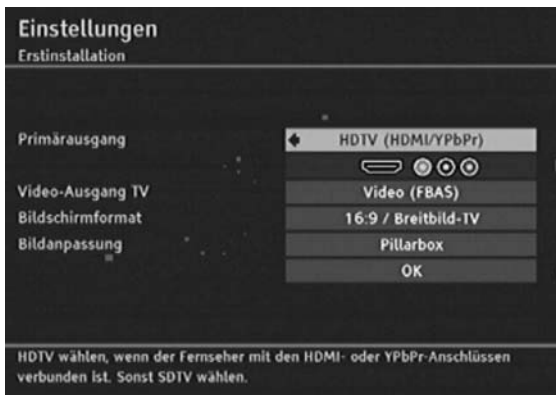 Einstellungen
Erstinstallation
Primärausgang HDTV (HDMI/YPbPr)
Video-Ausgang TV Video (FBAS)
Bildschirmformat 16:9 / Breitbild-TV
Bildanpassung Pillarbox
OK
HDTV wählen, wenn der Fernseher mit den HDMI- oder YPbPr-Anschlüssen
verbunden ist. Sonst SDTV wählen.